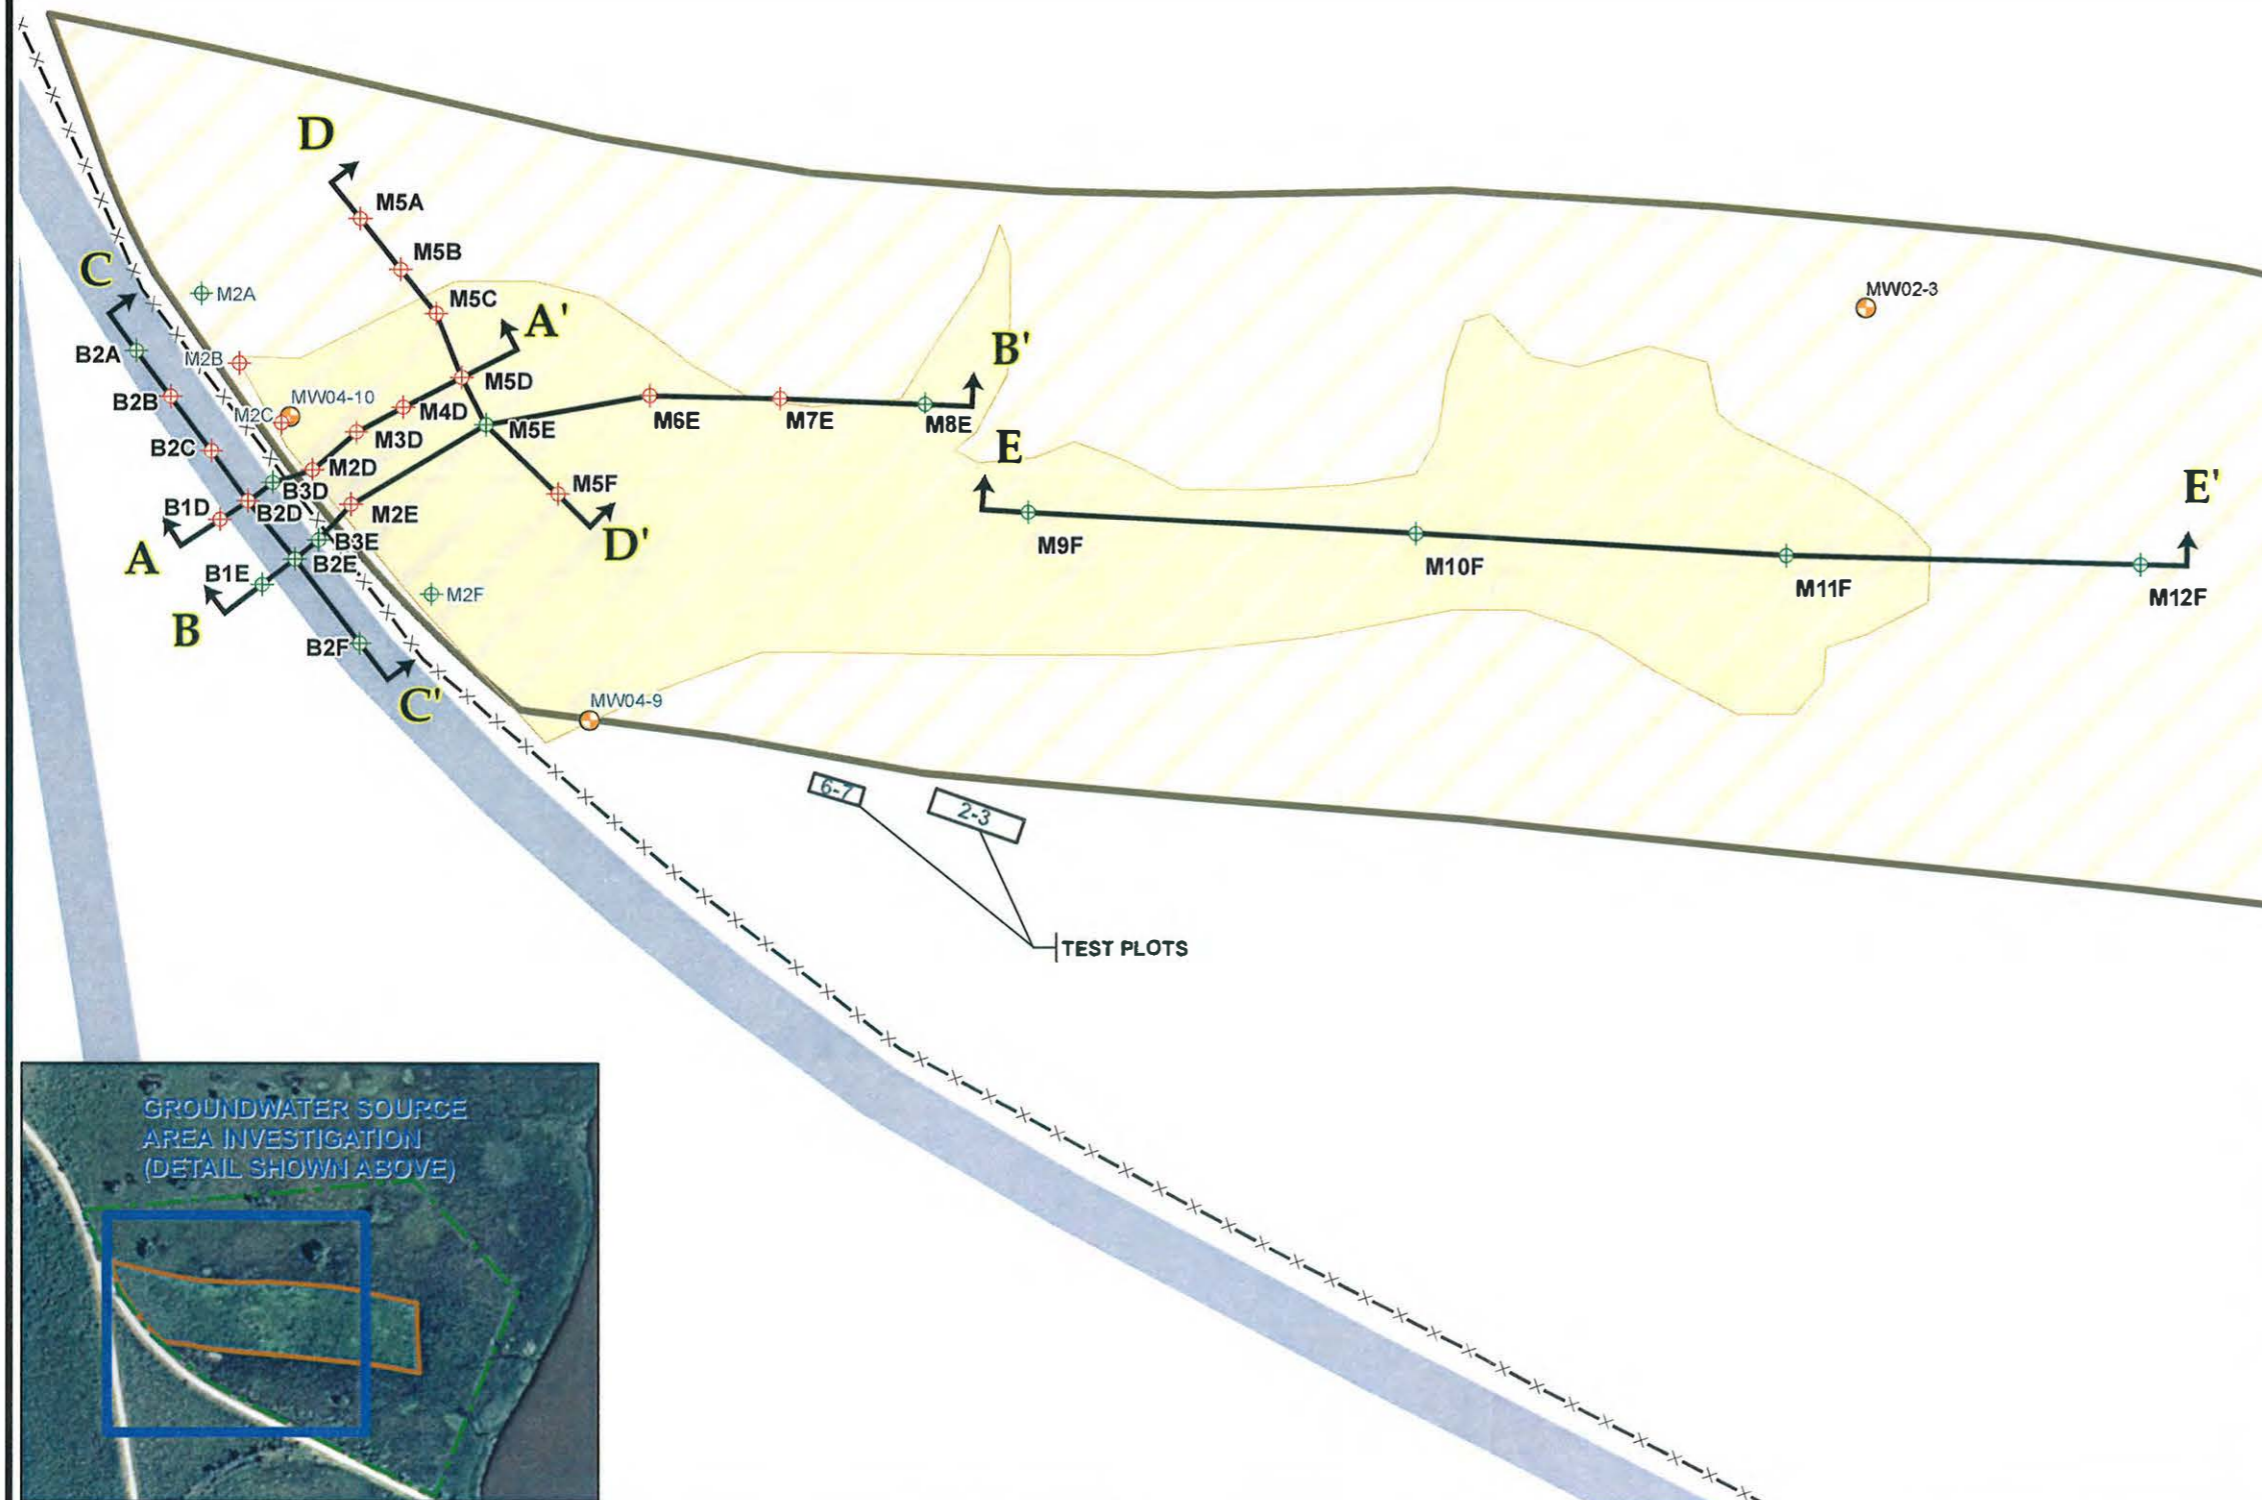 D
M5A
M5B
C
M2A
M5C
MW02-3
A'
B'
B2A
M2B
M5D
B2B
MW04-10
M2C
M4D
M6E
M7E
M8E
M3D
M5E
B2C
E
M2D
E'
B3D
M5F
B1D
B2D
M2E
A
B3E
D'
M9F
B2E
M10F
B1E
M11F
M2F
M12F
B
B2F
C'
MW04-9
6-7
2-3
TEST PLOTS
GROUNDWATER SOURCE
AREA INVESTIGATION
(DETAIL SHOWN ABOVE)